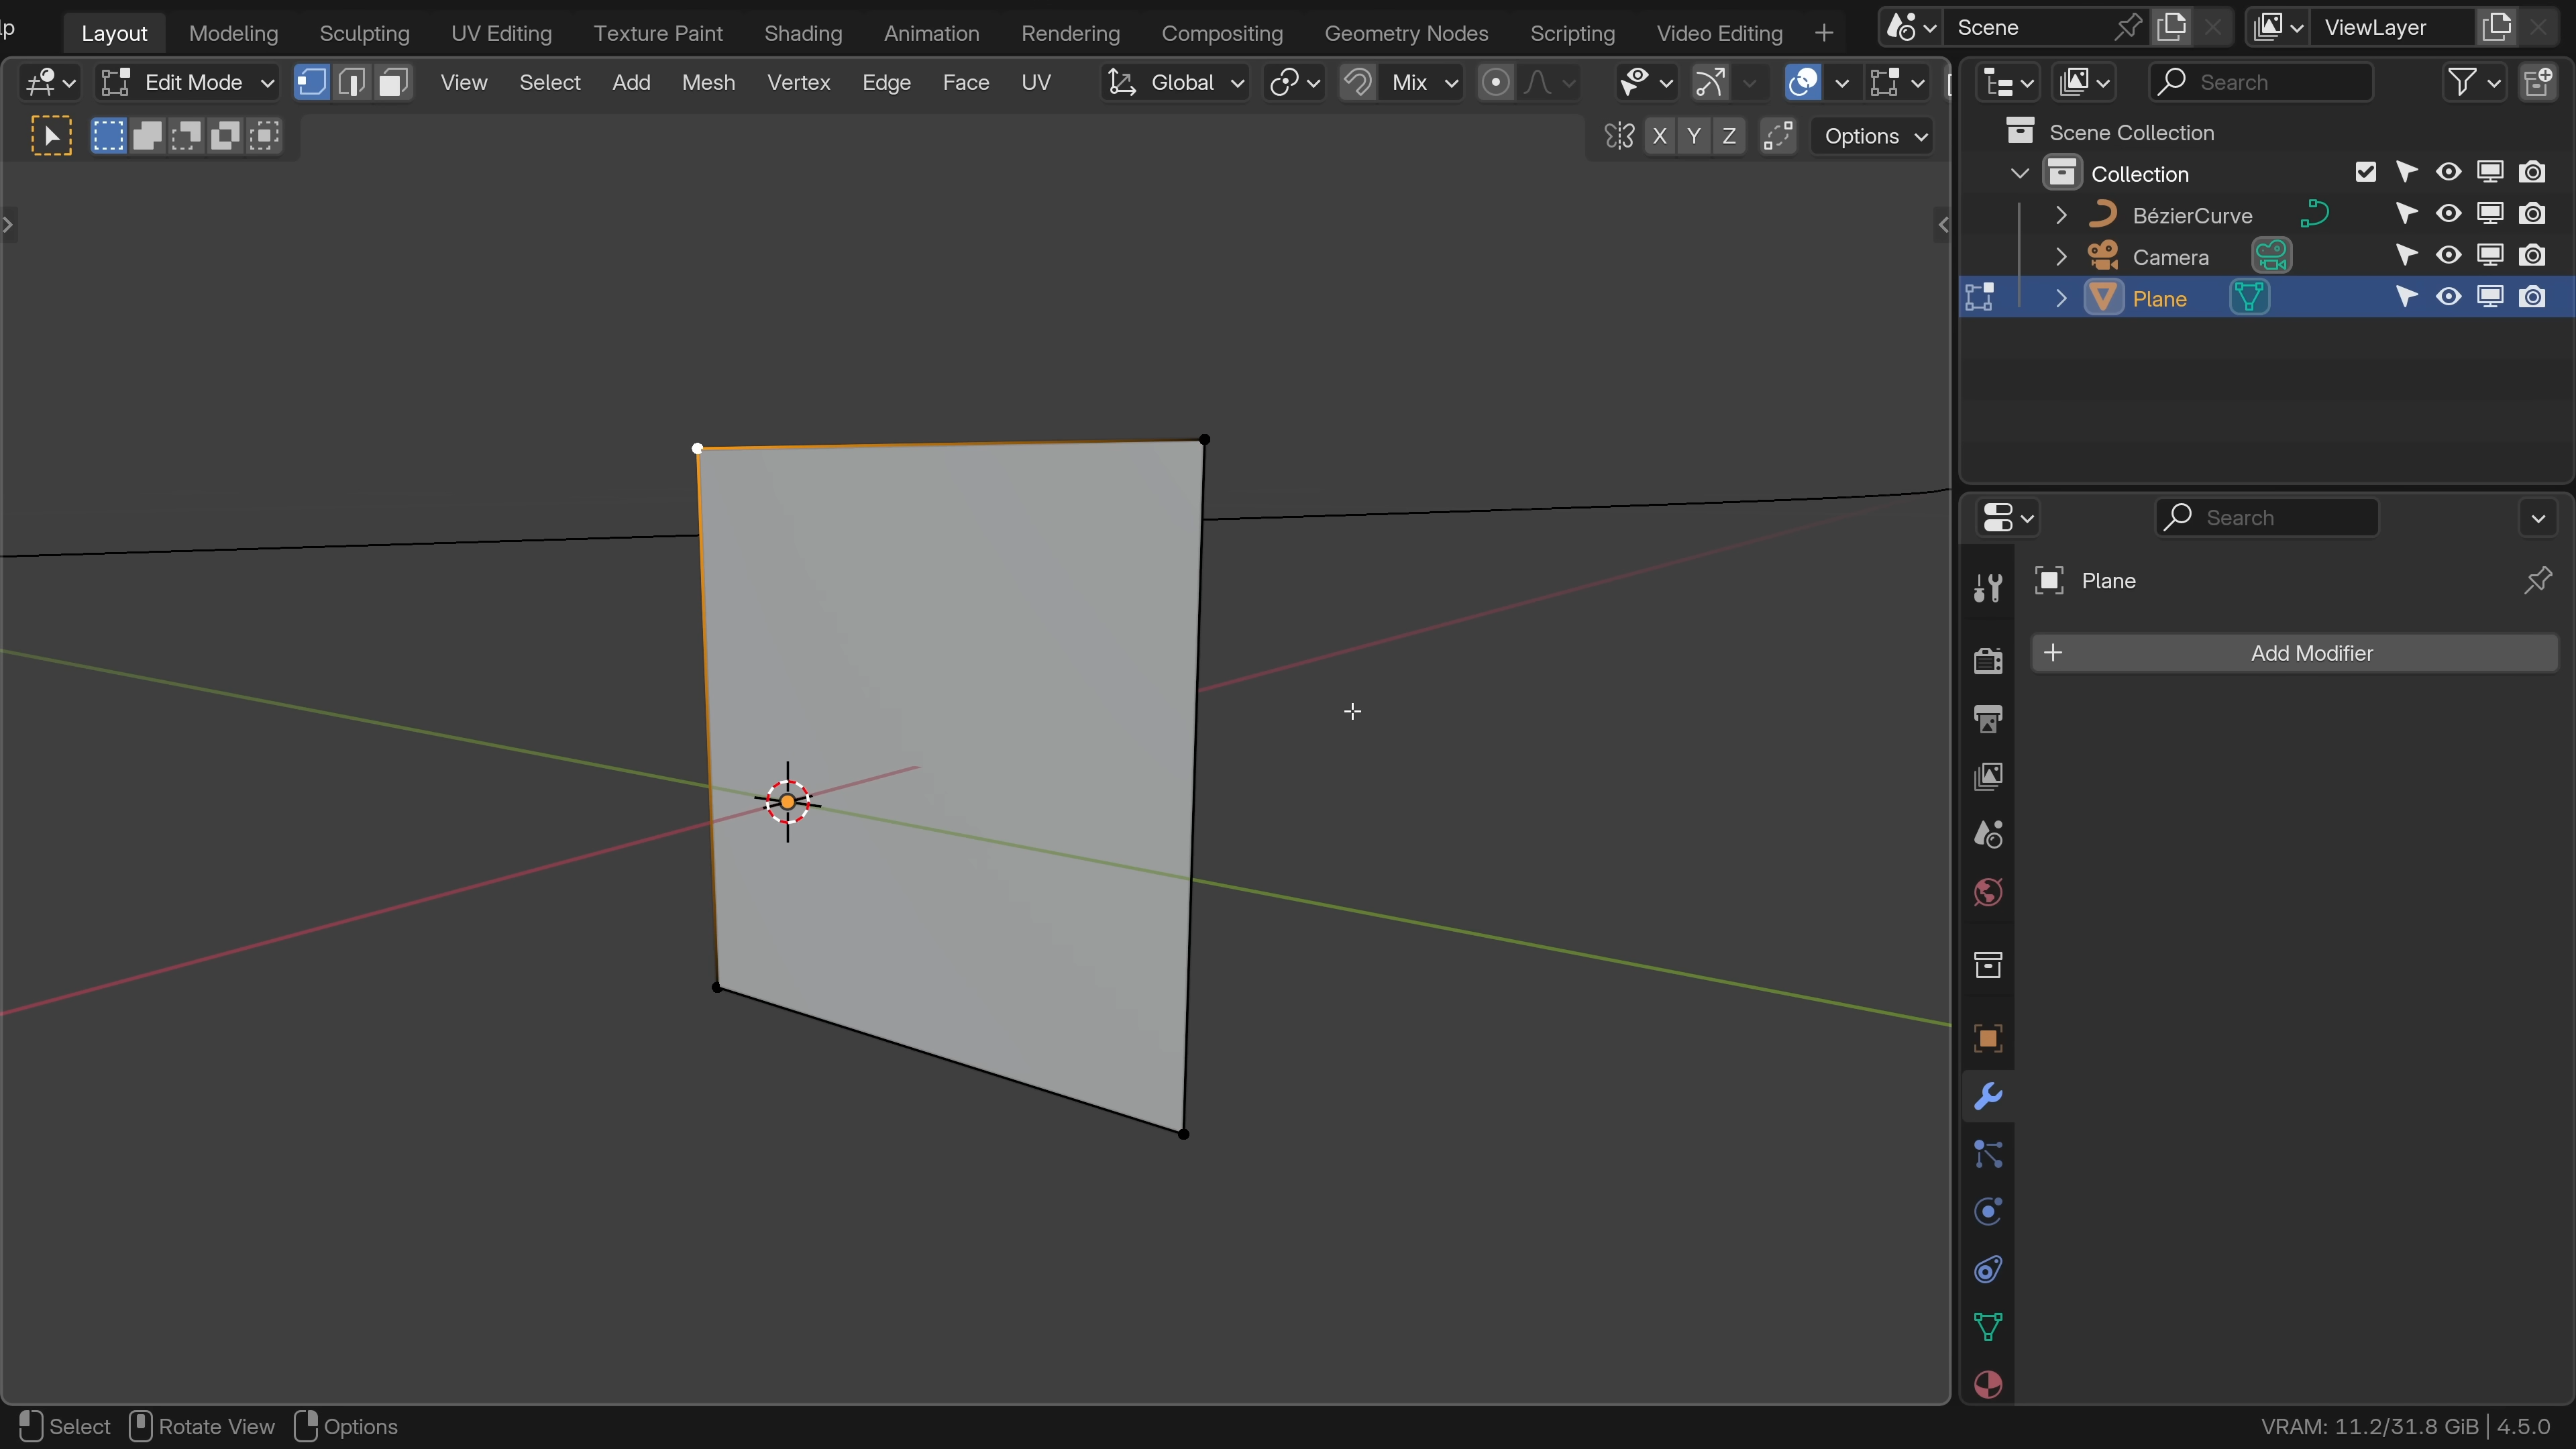 lp Layout Modeling Sculpting UV Editing Texture Paint Shading Animation Rendering Compositing Geometry Nodes Scripting Video Editing + Scene ViewLayer
Edit Mode View Select Add Mesh Vertex Edge Face UV Global Mix Search
X Y Z Options
Scene Collection
Collection
BézierCurve
Camera
Plane
Search
Plane
+ Add Modifier
Select Rotate View Options VRAM: 11.2/31.8 GiB | 4.5.0